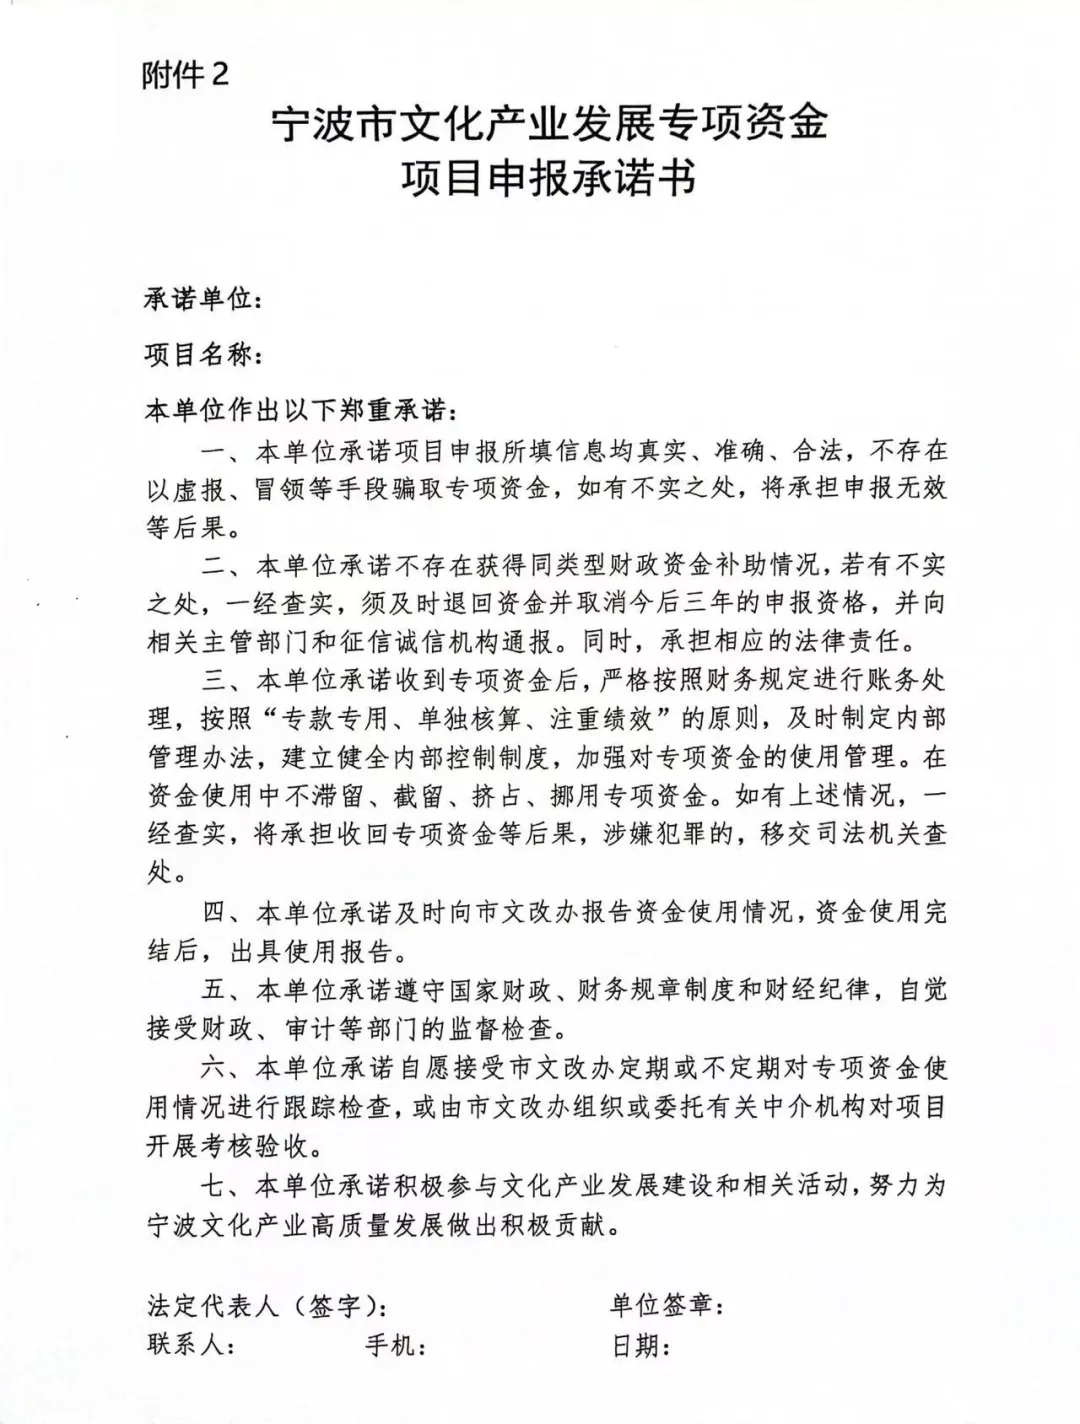 附件2
宁波市文化产业发展专项资金
项目申报承诺书
承诺单位：
项目名称：
本单位作出以下郑重承诺：
一、本单位承诺项目申报所填信息均真实、准确、合法，不存在
以虚报、冒领等手段骗取专项资金，如有不实之处，将承担申报无效
等后果。
二、本单位承诺不存在获得同类型财政资金补助情况，若有不实
之处，一经查实，须及时退回资金并取消今后三年的申报资格，并向
相关主管部门和征信诚信机构通报。同时，承担相应的法律责任。
三、本单位承诺收到专项资金后，严格按照财务规定进行账务处
理，按照“专款专用、单独核算、注重绩效”的原则，及时制定内部
管理办法，建立健全内部控制制度，加强对专项资金的使用管理。在
资金使用中不滞留、截留、挤占、挪用专项资金。如有上述情况，一
经查实，将承担收回专项资金等后果，涉嫌犯罪的，移交司法机关查
处。
四、本单位承诺及时向市文改办报告资金使用情况，资金使用完
结后，出具使用报告。
五、本单位承诺遵守国家财政、财务规章制度和财经纪律，自觉
接受财政、审计等部门的监督检查。
六、本单位承诺自愿接受市文改办定期或不定期对专项资金使
用情况进行跟踪检查，或由市文改办组织或委托有关中介机构对项目
开展考核验收。
七、本单位承诺积极参与文化产业发展建设和相关活动，努力为
宁波文化产业高质量发展做出积极贡献。
法定代表人（签字）： 单位签章：
联系人： 手机： 日期：